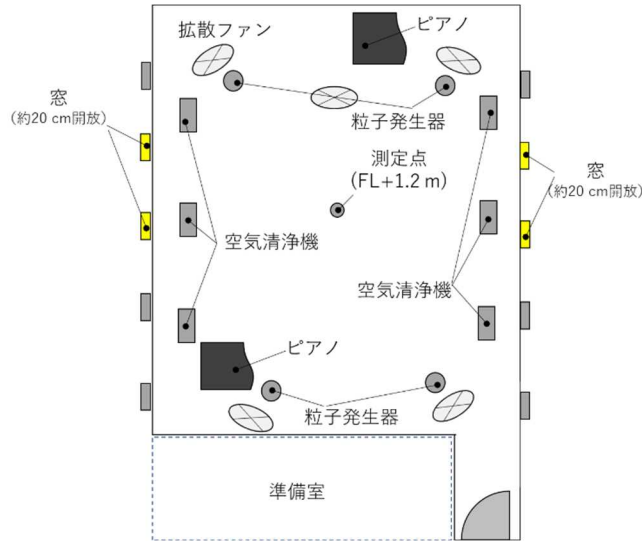 拡散ファン
ピアノ
窓
(約20 cm開放)
粒子発生器
測定点
(FL+1.2 m)
窓
(約20 cm開放)
空気清浄機
空気清浄機
ピアノ
粒子発生器
準備室